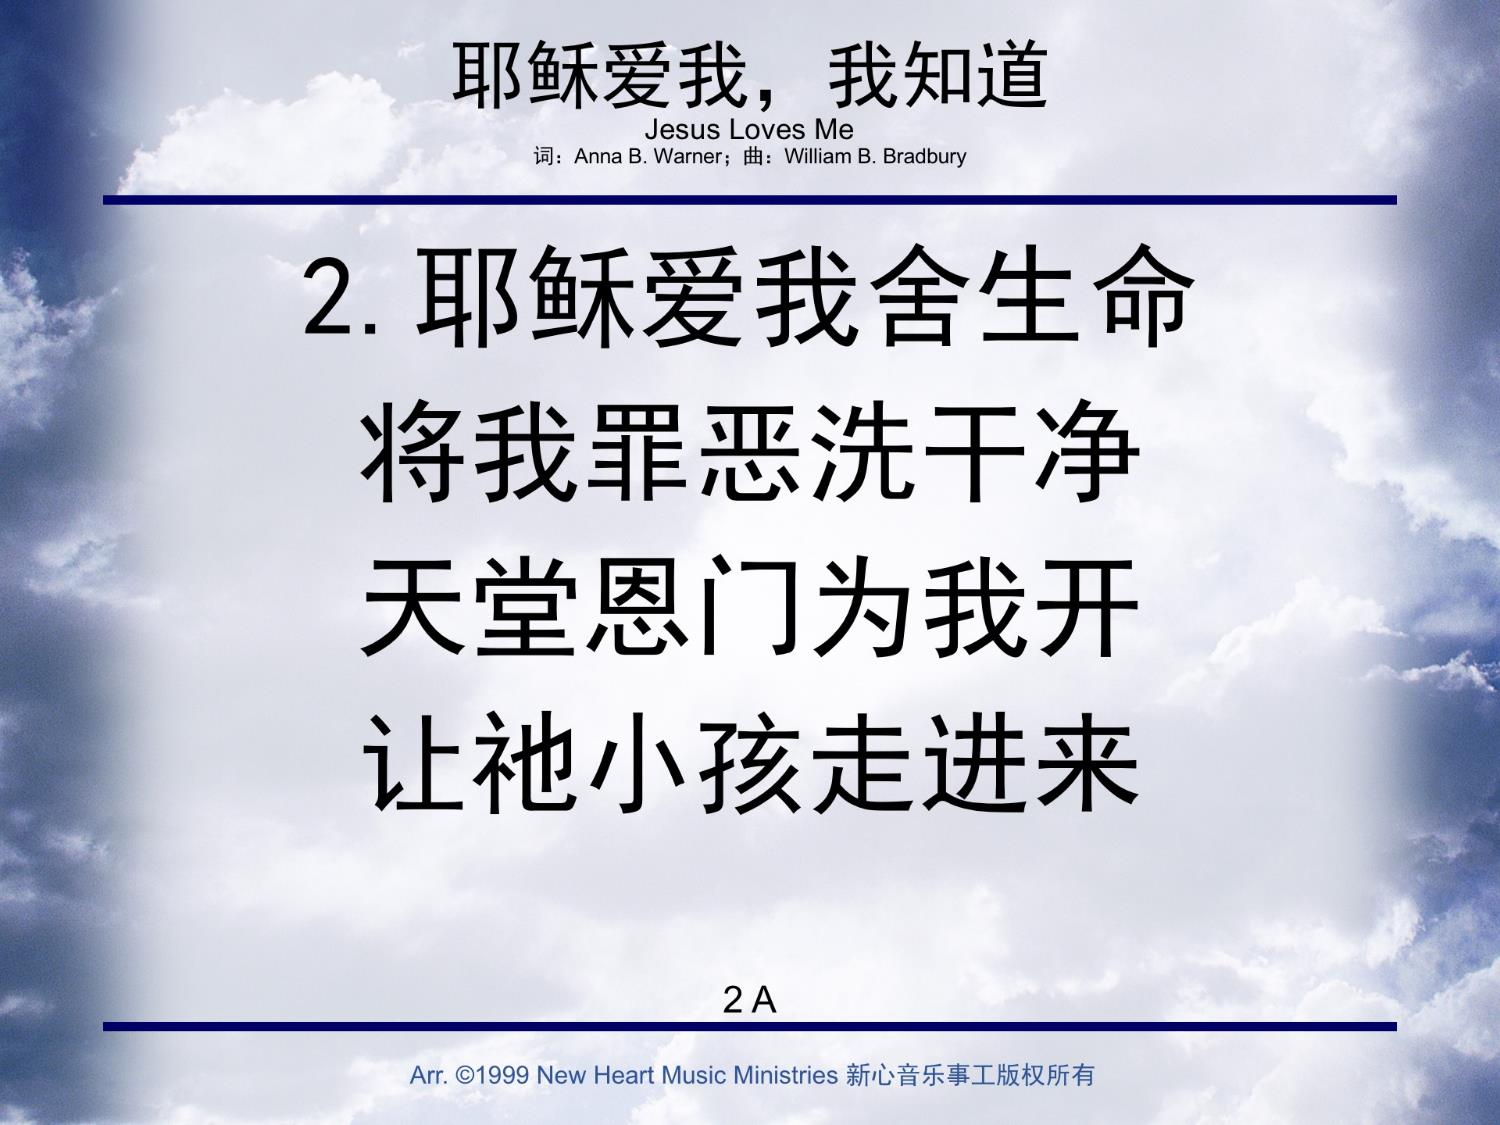 耶稣爱我，我知道
Jesus Loves Me
词：Anna B. Warner；曲：William B. Bradbury
2.耶稣爱我舍生命
将我罪恶洗干净
天堂恩门为我开
让祂小孩走进来
2 A
Arr. ©1999 New Heart Music Ministries 新心音乐事工版权所有